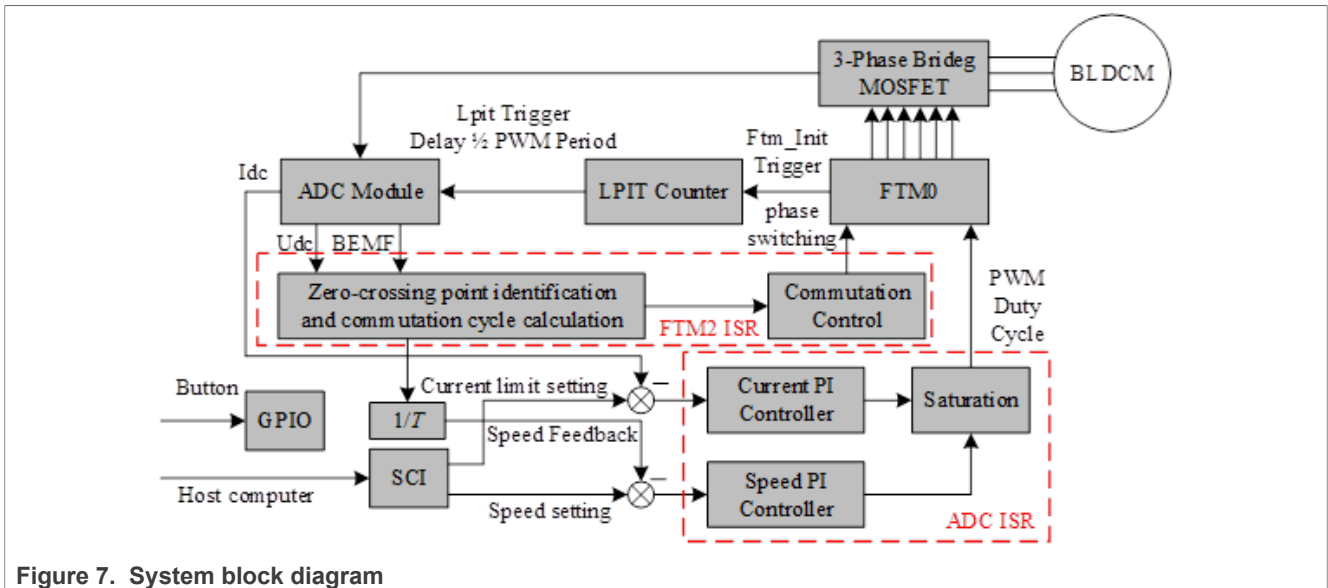 3-Phase Brideg
MOSFET
BLDCM
Lpit Trigger
Delay ½ PWM Period
Ftm_Init
Trigger
Idc
ADC Module
LPIT Counter
FTM0
phase
switching
Udc BEMF
Zero-crossing point identification
and commutation cycle calculation
FTM2 ISR
Commutation
Control
PWM
Duty
Cycle
Button
GPIO
Current limit setting
1/T
Speed Feedback
Current PI
Controller
Saturation
Host computer
SCI
Speed setting
Speed PI
Controller
ADC ISR
Figure 7. System block diagram